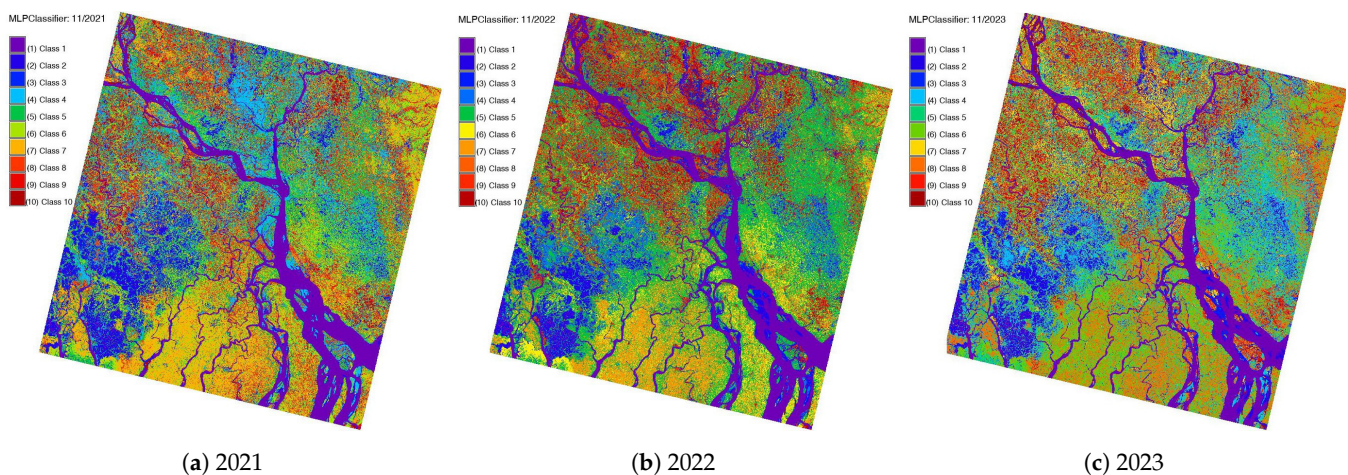 MLPClassifier: 11/2021
(1) Class 1
(2) Class 2
(3) Class 3
(4) Class 4
(5) Class 5
(6) Class 6
(7) Class 7
(8) Class 8
(9) Class 9
(10) Class 10
(a) 2021
MLPClassifier: 11/2022
(1) Class 1
(2) Class 2
(3) Class 3
(4) Class 4
(5) Class 5
(6) Class 6
(7) Class 7
(8) Class 8
(9) Class 9
(10) Class 10
(b) 2022
MLPClassifier: 11/2023
(1) Class 1
(2) Class 2
(3) Class 3
(4) Class 4
(5) Class 5
(6) Class 6
(7) Class 7
(8) Class 8
(9) Class 9
(10) Class 10
(c) 2023